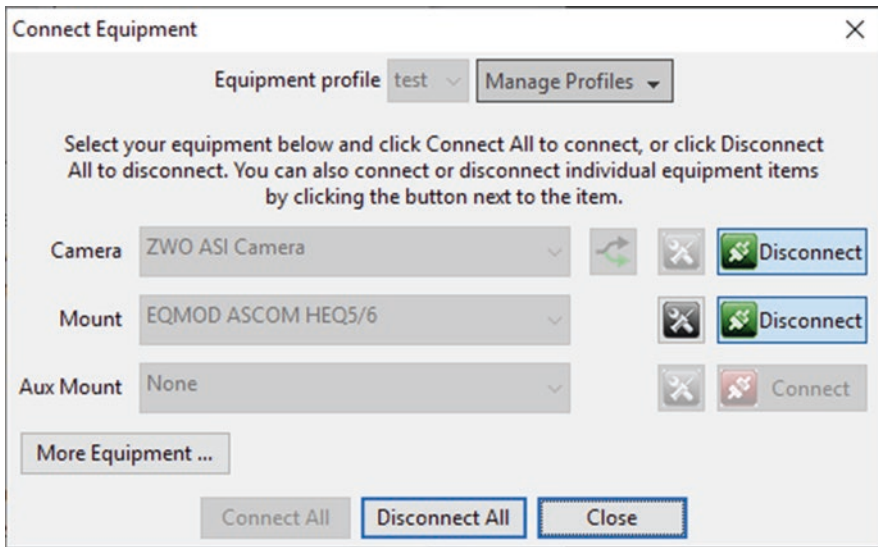 Connect Equipment
Equipment profile test Manage Profiles
Select your equipment below and click Connect All to connect, or click Disconnect
All to disconnect. You can also connect or disconnect individual equipment items
by clicking the button next to the item.
Camera ZWO ASI Camera Disconnect
Mount EQMOD ASCOM HEQ5/6 Disconnect
Aux Mount None Connect
More Equipment ...
Connect All Disconnect All Close